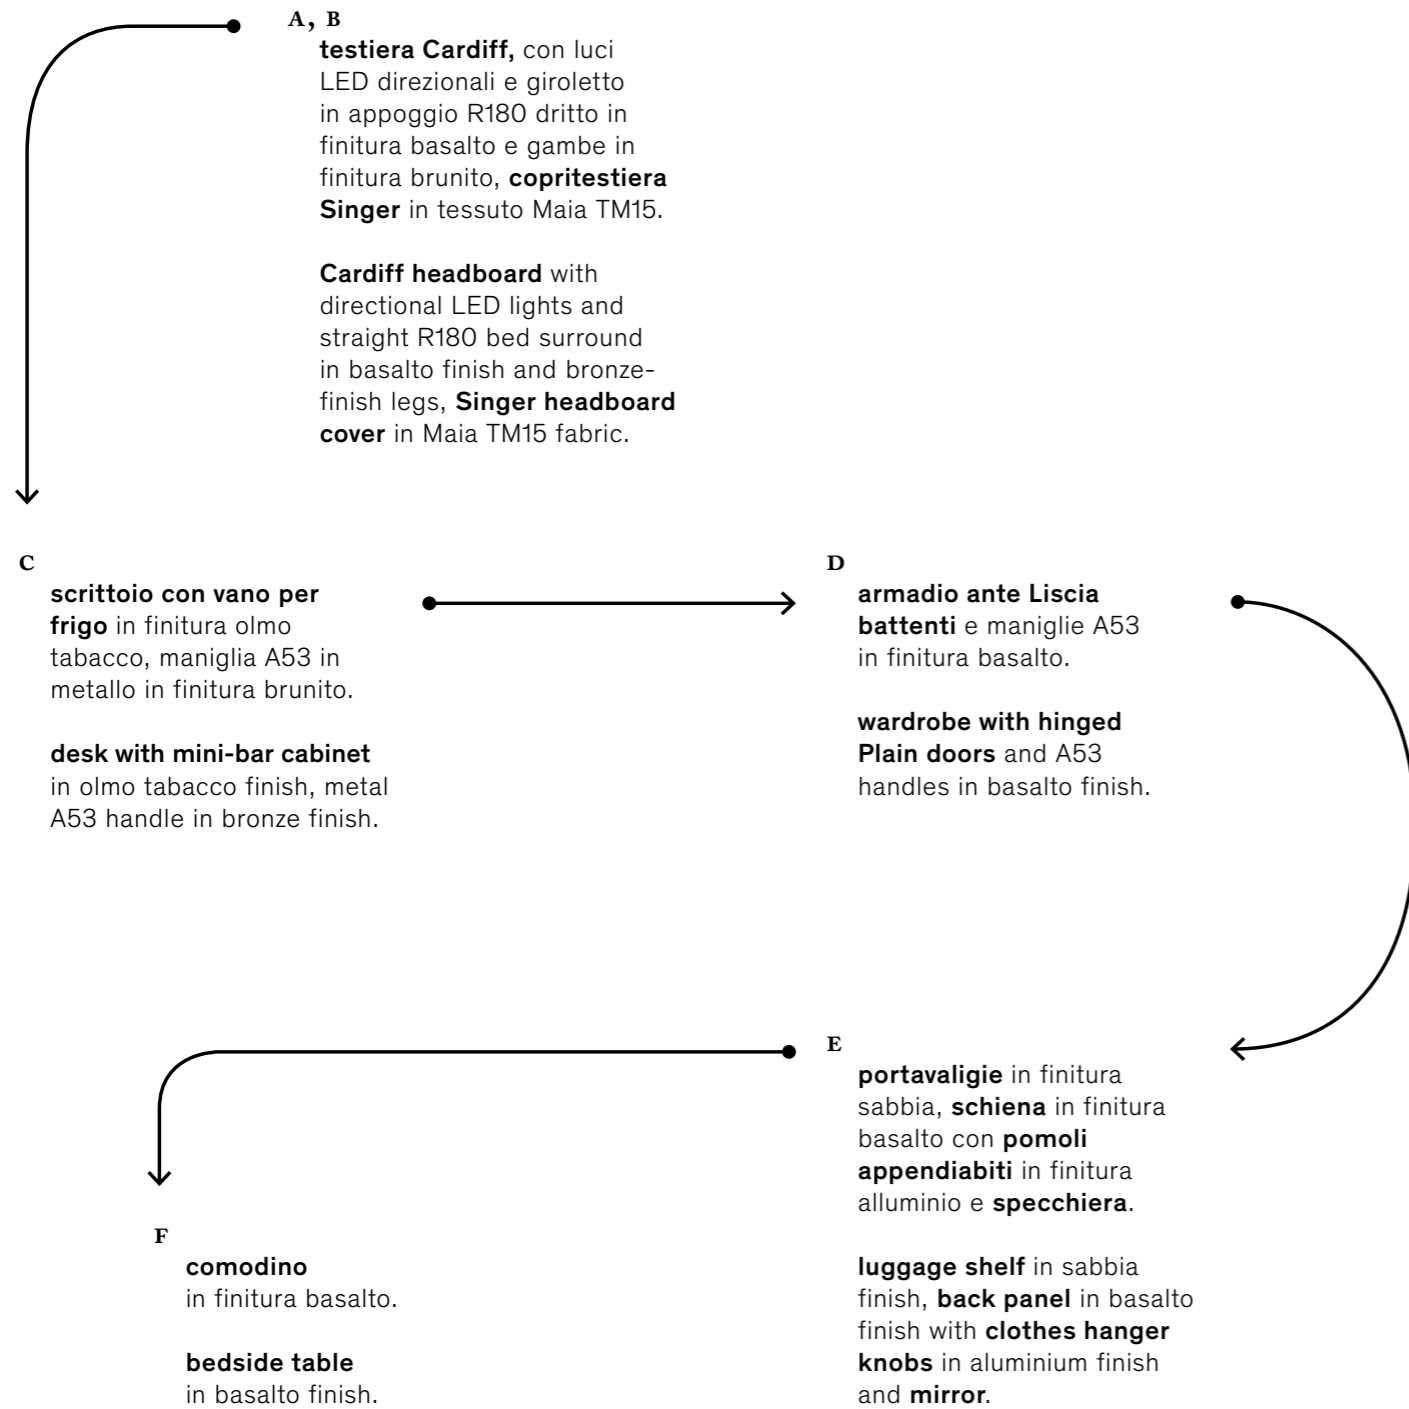 A, B
testiera Cardiff, con luci
LED direzionali e giroletto
in appoggio R180 dritto in
finitura basalto e gambe in
finitura brunito, copritestiera
Singer in tessuto Maia TM15.
Cardiff headboard with
directional LED lights and
straight R180 bed surround
in basalto finish and bronze-
finish legs, Singer headboard
cover in Maia TM15 fabric.
C
scrittoio con vano per
frigo in finitura olmo
tabacco, maniglia A53 in
metallo in finitura brunito.
desk with mini-bar cabinet
in olmo tabacco finish, metal
A53 handle in bronze finish.
D
armadio ante Liscia
battenti e maniglie A53
in finitura basalto.
wardrobe with hinged
Plain doors and A53
handles in basalto finish.
E
portavaligie in finitura
sabbia, schiena in finitura
basalto con pomoli
appendiabiti in finitura
alluminio e specchiera.
luggage shelf in sabbia
finish, back panel in basalto
finish with clothes hanger
knobs in aluminium finish
and mirror.
F
comodino
in finitura basalto.
bedside table
in basalto finish.